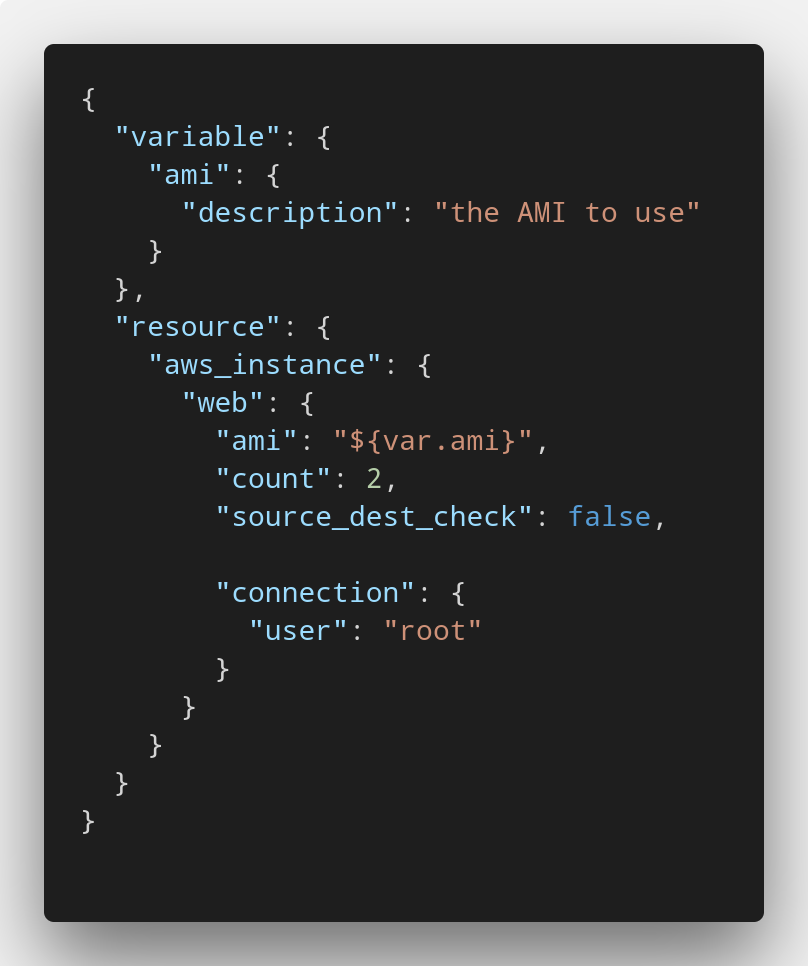 {
  "variable": {
    "ami": {
      "description": "the AMI to use"
    }
  },
  "resource": {
    "aws_instance": {
      "web": {
        "ami": "${var.ami}",
        "count": 2,
        "source_dest_check": false,

        "connection": {
          "user": "root"
        }
      }
    }
  }
}